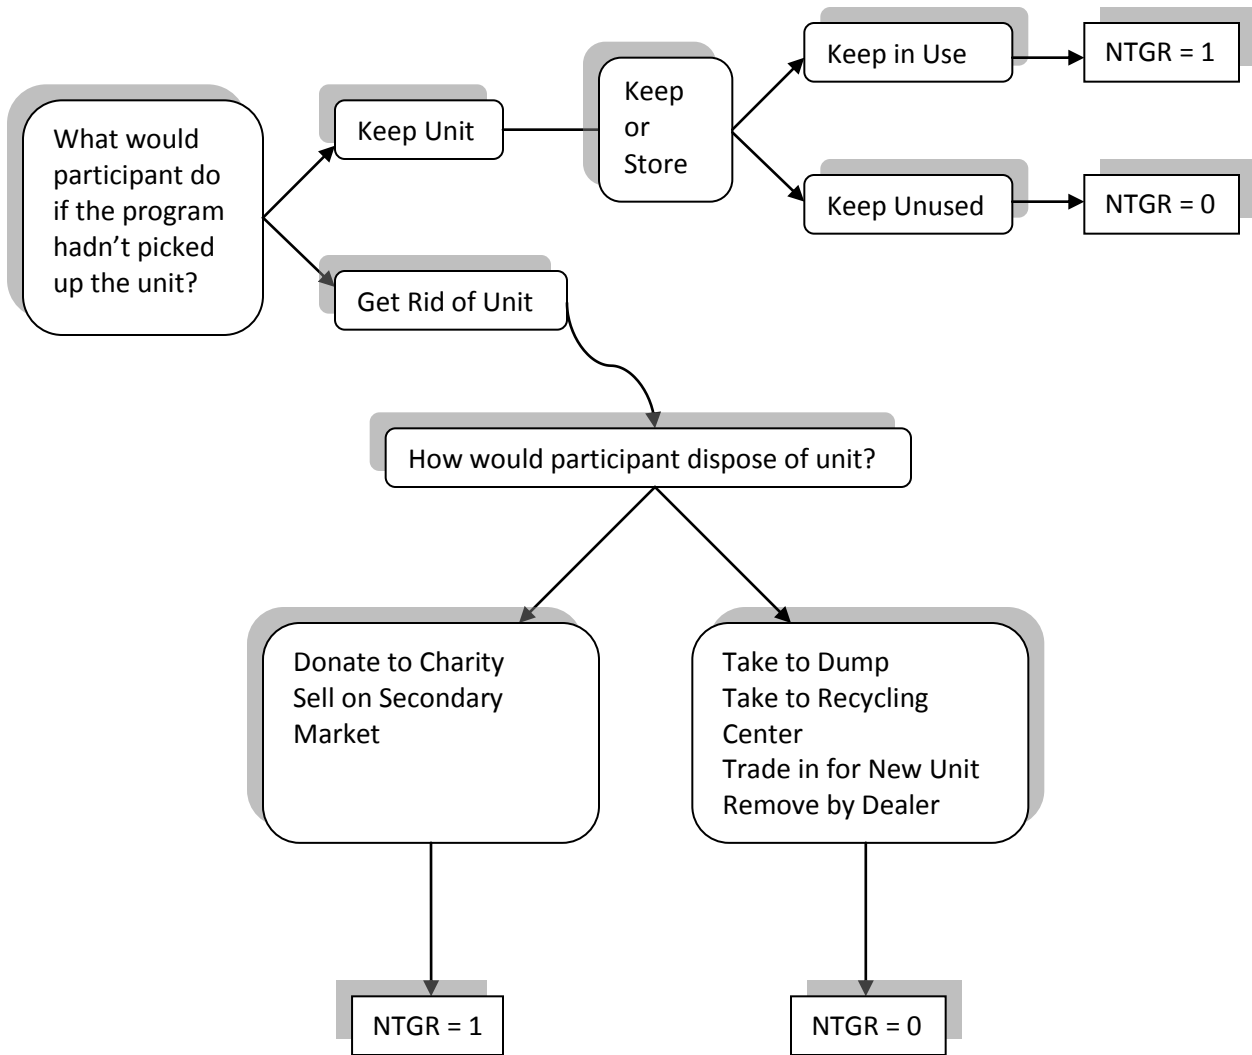 What would
participant do
if the program
hadn’t picked
up the unit?
Keep Unit
Keep
or
Store
Keep in Use
NTGR = 1
Keep Unused
NTGR = 0
Get Rid of Unit
How would participant dispose of unit?
Donate to Charity
Sell on Secondary
Market
Take to Dump
Take to Recycling
Center
Trade in for New Unit
Remove by Dealer
NTGR = 1
NTGR = 0